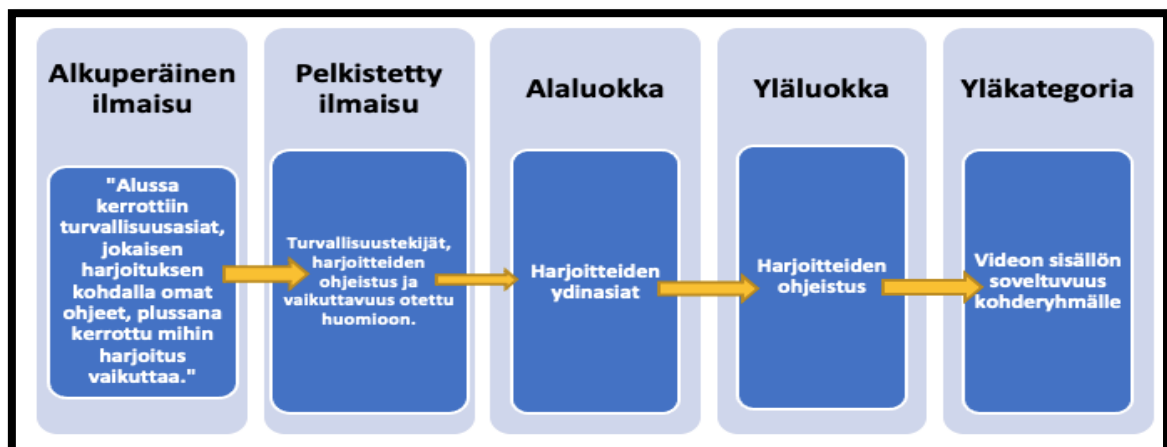 Alkuperäinen
ilmaisu
"Alussa
kerrottiin
turvallisuusasiat,
jokaisen
harjoituksen
kohdalla omat
ohjeet, plussana
kerrottu mihin
harjoitus
vaikuttaa."
Pelkistetty
ilmaisu
Turvallisuustekijät,
harjoitteiden
ohjeistus ja
vaikuttavuus otettu
huomioon.
Alaluokka
Harjoitteiden
ydinasiat
Yläluokka
Harjoitteiden
ohjeistus
Yläkategoria
Videon sisällön
soveltuvuus
kohderyhmälle